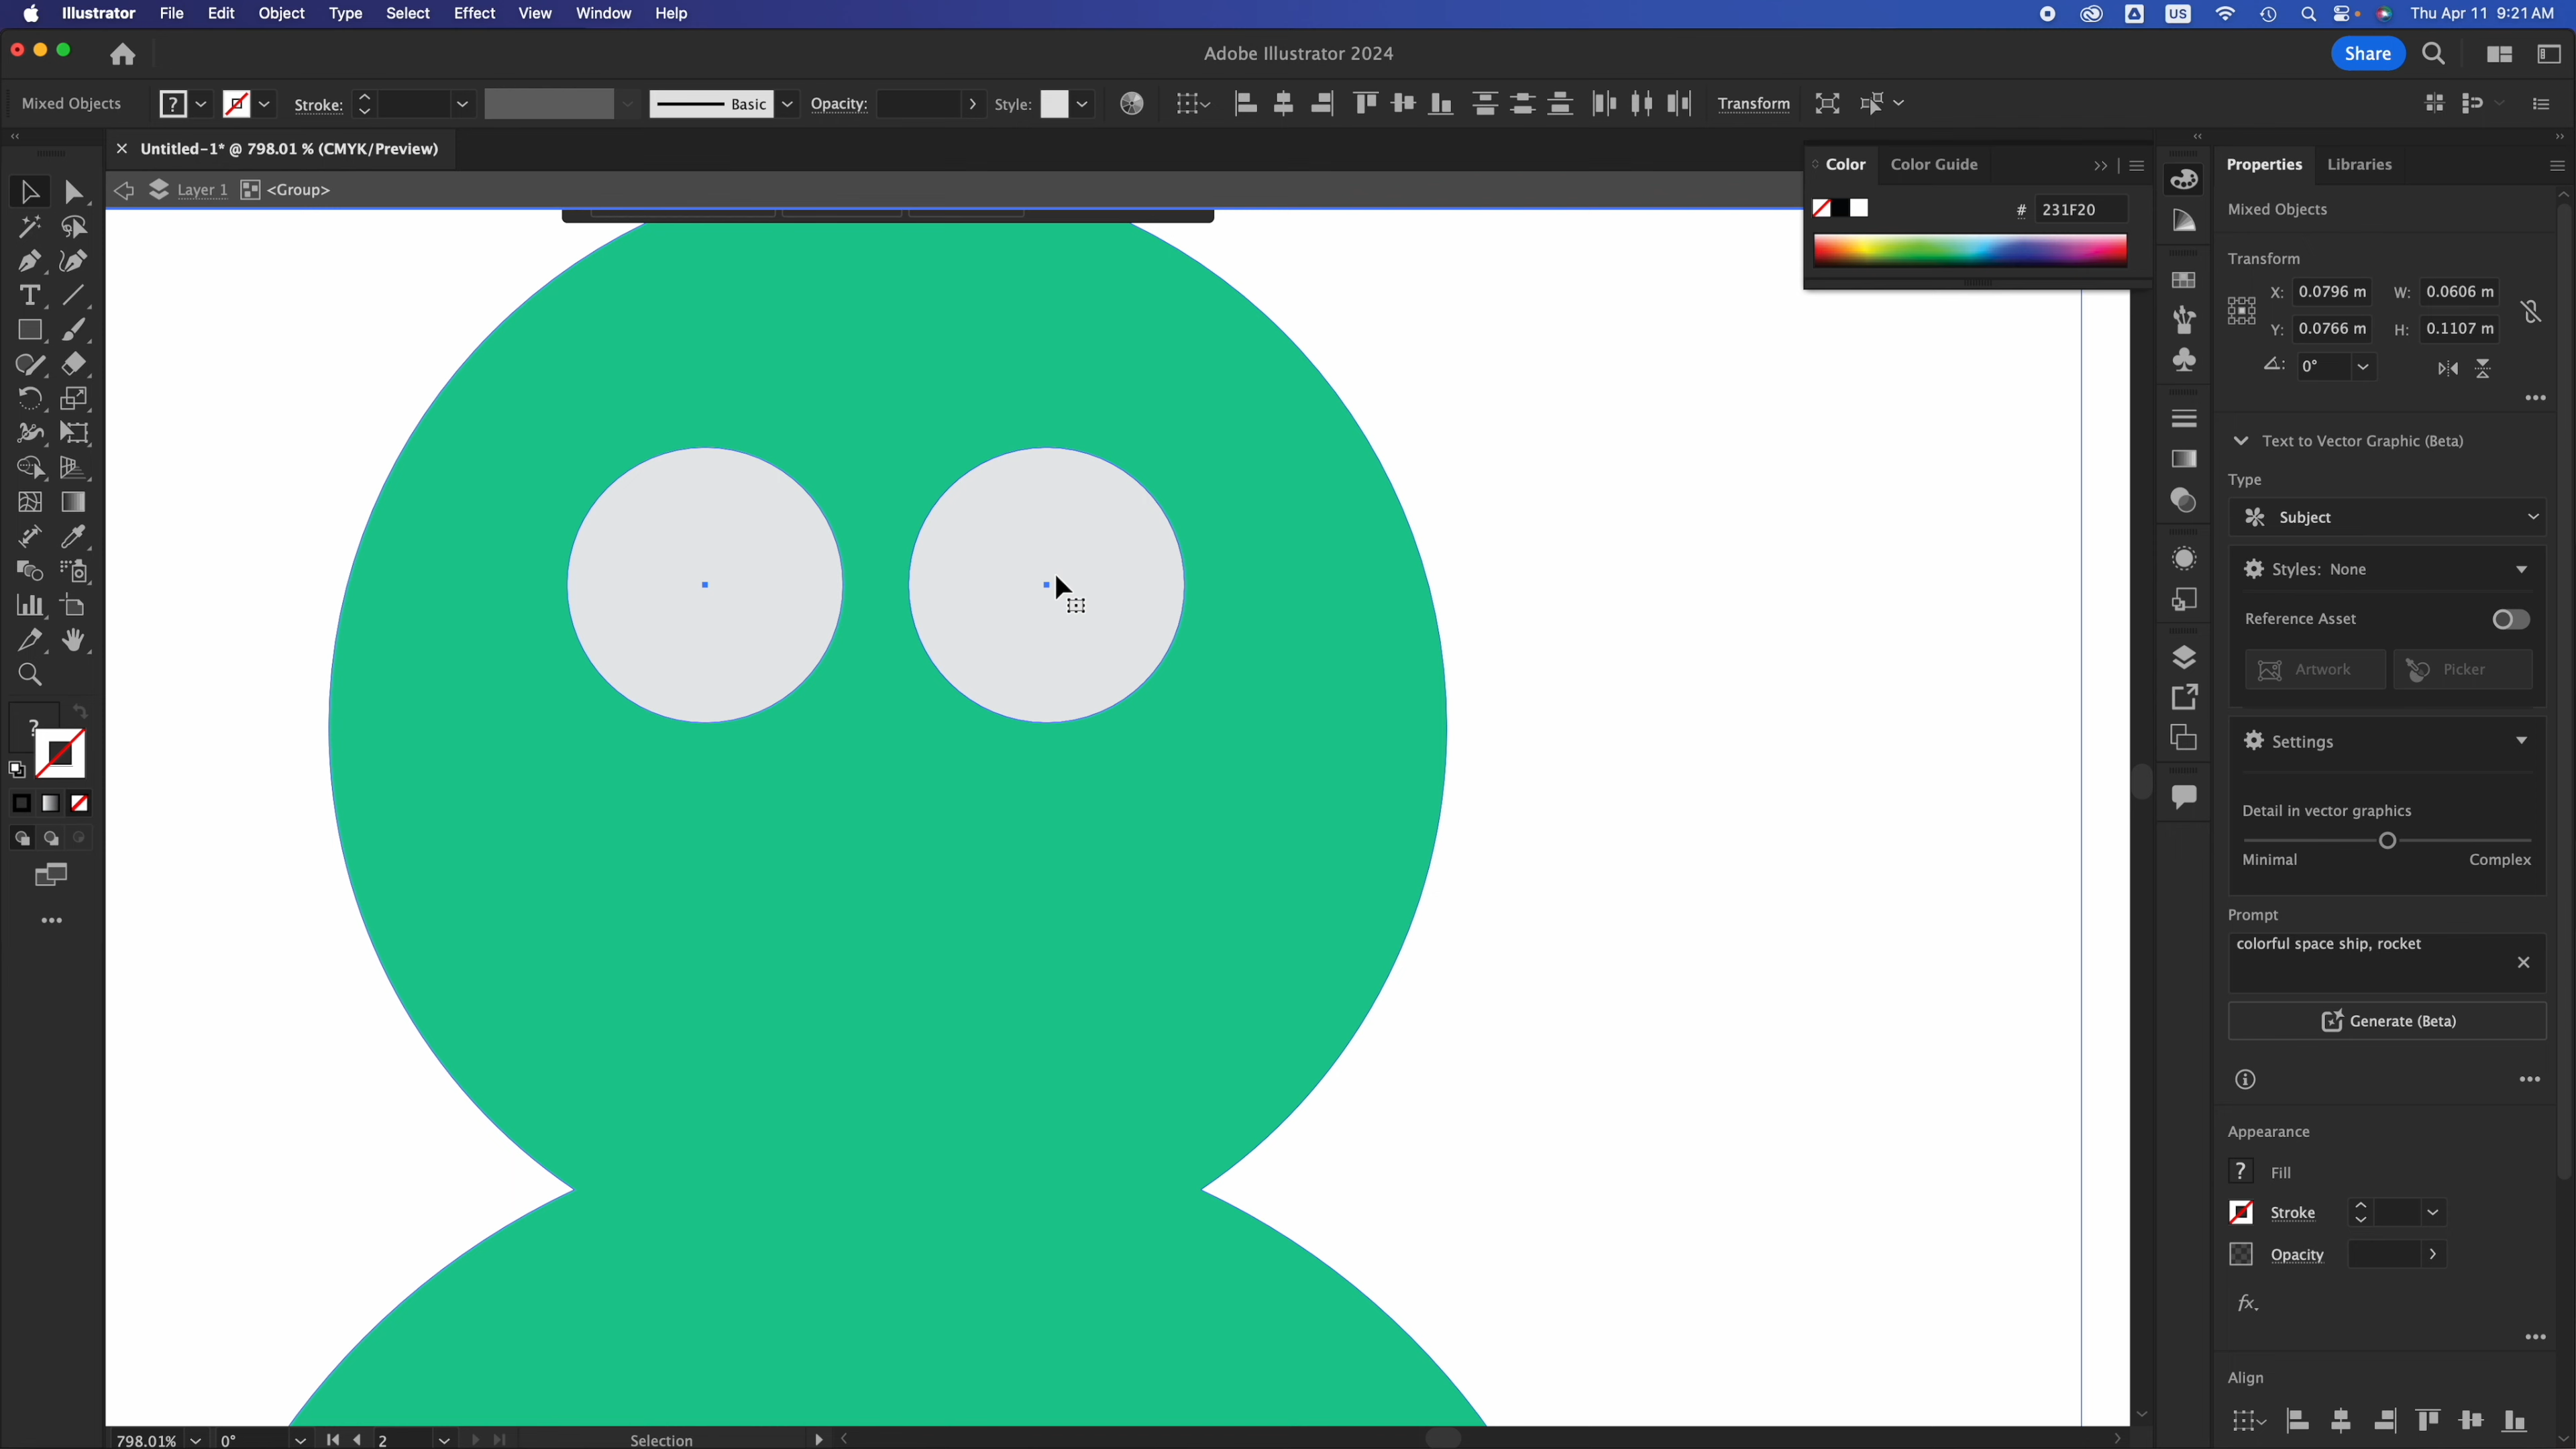 Illustrator File Edit Object Type Select Effect View Window Help US Thu Apr 11 9:21 AM
Adobe Illustrator 2024 Share
Mixed Objects ? Stroke: Basic Opacity: Style: Transform
Untitled-1* @ 798.01 % (CMYK/Preview)
Layer 1 <Group>
Color Color Guide
# 231F20
Properties Libraries
Mixed Objects
Transform
X: 0.0796 m W: 0.0606 m
Y: 0.0766 m H: 0.1107 m
0°
Text to Vector Graphic (Beta)
Type
Subject
Styles: None
Reference Asset
Artwork Picker
Settings
Detail in vector graphics
Minimal Complex
Prompt
colorful space ship, rocket
Generate (Beta)
Appearance
? Fill
Stroke
Opacity
fx
Align
?
798.01% 0° 2 Selection